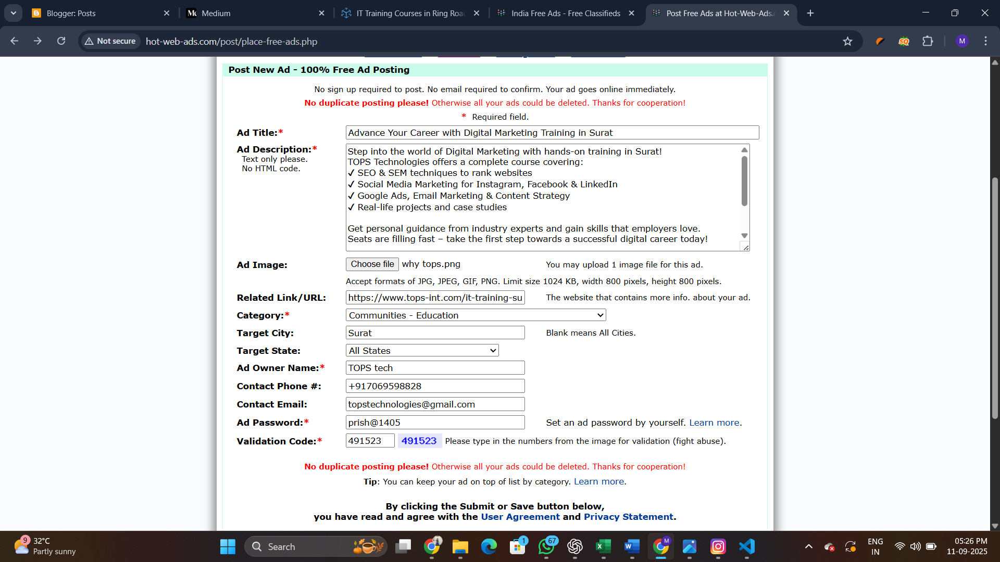 Blogger: Posts
Medium
IT Training Courses in Ring Roa
India Free Ads - Free Classifieds
Post Free Ads at Hot-Web-Ads.
Not secure
hot-web-ads.com/post/place-free-ads.php
M
Post New Ad - 100% Free Ad Posting
No sign up required to post. No email required to confirm. Your ad goes online immediately.
No duplicate posting please! Otherwise all your ads could be deleted. Thanks for cooperation!
* Required field.
Ad Title:* Advance Your Career with Digital Marketing Training in Surat
Ad Description:*
Text only please.
No HTML code.
Step into the world of Digital Marketing with hands-on training in Surat!
TOPS Technologies offers a complete course covering:
✓ SEO & SEM techniques to rank websites
✓ Social Media Marketing for Instagram, Facebook & LinkedIn
✓ Google Ads, Email Marketing & Content Strategy
✓ Real-life projects and case studies
Get personal guidance from industry experts and gain skills that employers love.
Seats are filling fast – take the first step towards a successful digital career today!
Ad Image: Choose file why tops.png You may upload 1 image file for this ad.
Accept formats of JPG, JPEG, GIF, PNG. Limit size 1024 KB, width 800 pixels, height 800 pixels.
Related Link/URL: https://www.tops-int.com/it-training-su The website that contains more info. about your ad.
Category:* Communities - Education
Target City: Surat Blank means All Cities.
Target State: All States
Ad Owner Name:* TOPS tech
Contact Phone #: +917069598828
Contact Email: topstechnologies@gmail.com
Ad Password:* prish@1405 Set an ad password by yourself. Learn more.
Validation Code:* 491523 491523 Please type in the numbers from the image for validation (fight abuse).
No duplicate posting please! Otherwise all your ads could be deleted. Thanks for cooperation!
Tip: You can keep your ad on top of list by category. Learn more.
By clicking the Submit or Save button below,
you have read and agree with the User Agreement and Privacy Statement.
9
32°C
Partly sunny
Search
1
67
M
ENG
IN
05:26 PM
11-09-2025